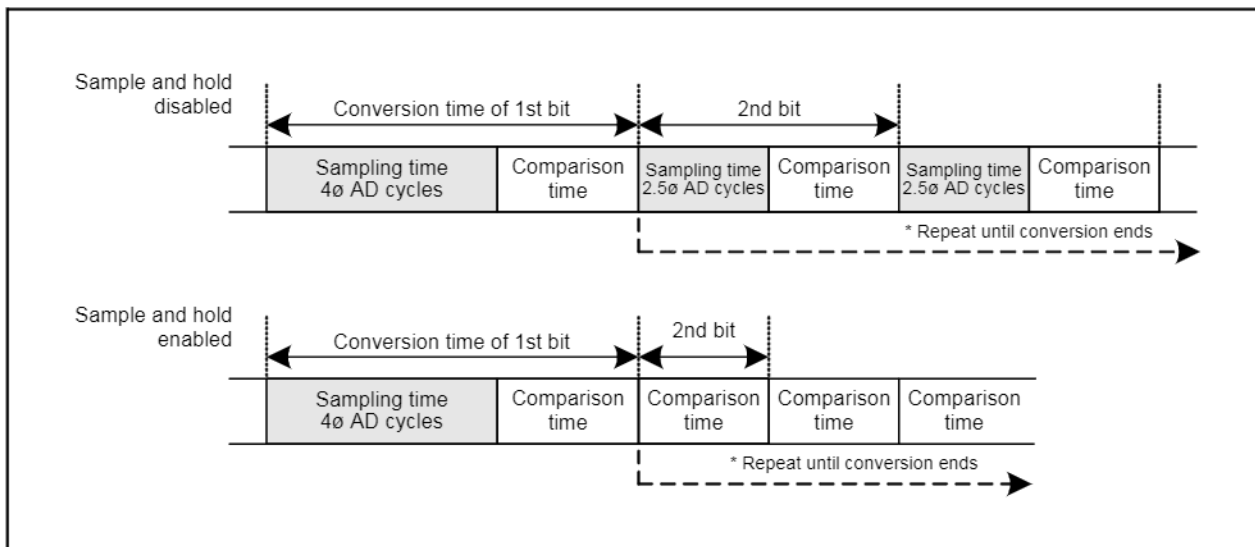 Sample and hold
disabled
Conversion time of 1st bit
2nd bit
Sampling time
4ø AD cycles
Comparison
time
Sampling time
2.5ø AD cycles
Comparison
time
Sampling time
2.5ø AD cycles
Comparison
time
* Repeat until conversion ends
Sample and hold
enabled
Conversion time of 1st bit
2nd bit
Sampling time
4ø AD cycles
Comparison
time
Comparison
time
Comparison
time
Comparison
time
* Repeat until conversion ends